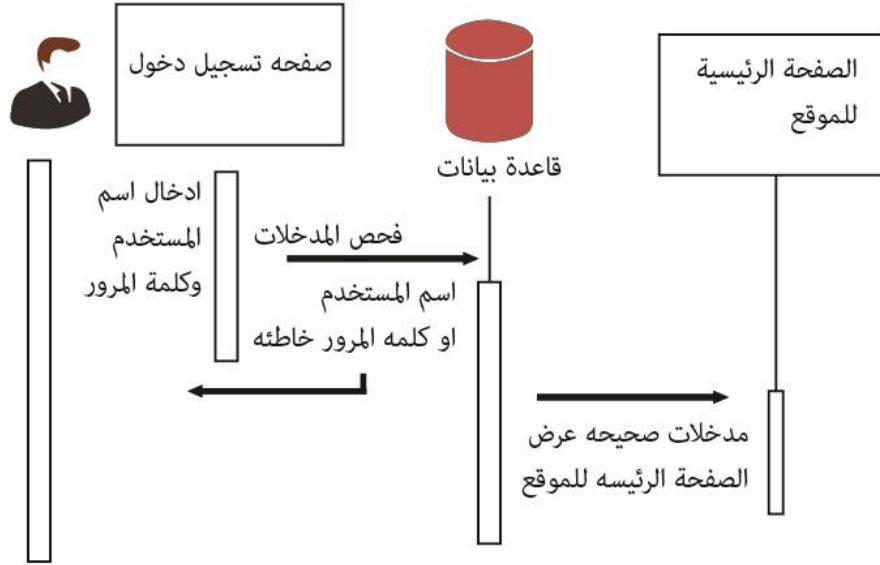 صفحه تسجيل دخول
قاعدة بيانات
الصفحة الرئيسية
للموقع
ادخال اسم
المستخدم
وكلمة المرور
فحص المدخلات
اسم المستخدم
او كلمه المرور خاطئه
مدخلات صحيحه عرض
الصفحة الرئيسه للموقع